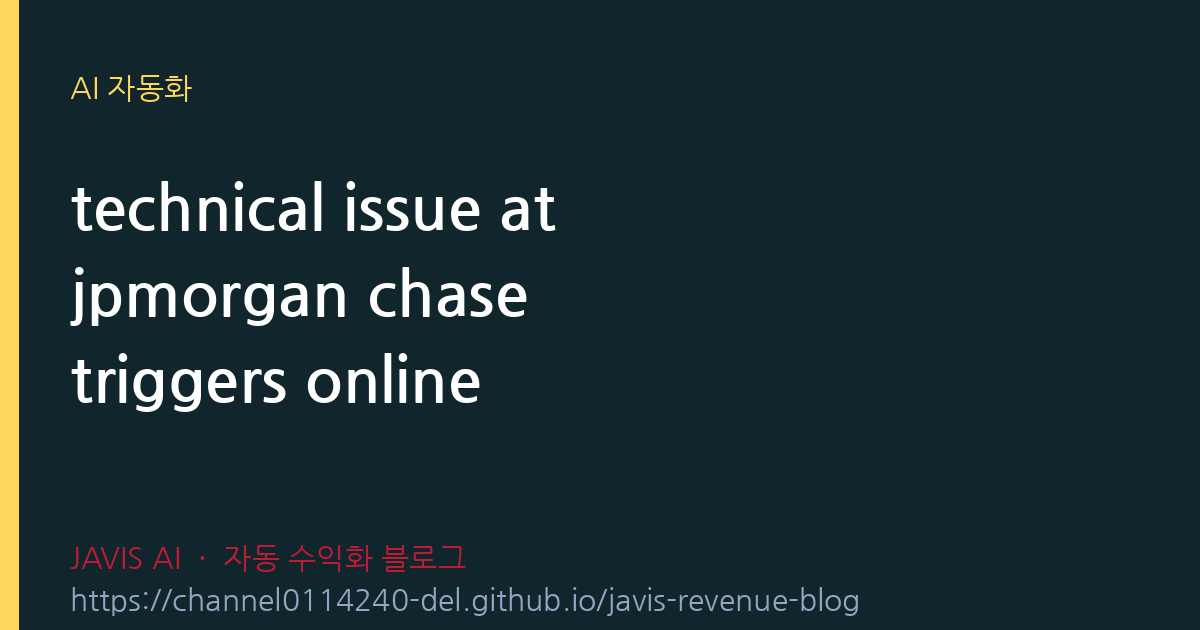 AI 자동화
technical issue at
jpmorgan chase
triggers online
JAVIS AI · 자동 수익화 블로그
https://channel0114240-del.github.io/javis-revenue-blog